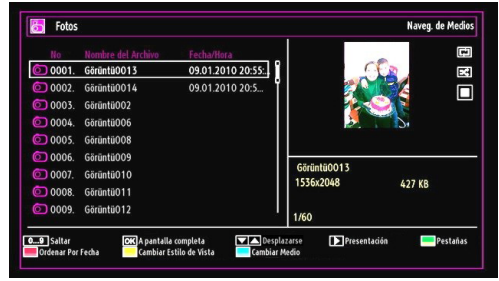 Fotos Naveg. de Medios
No Nombre del Archivo Fecha/Hora
0001. Görüntü0013 09.01.2010 20:55:..
0002. Görüntü0014 09.01.2010 20:5...
0003. Görüntü002
0004. Görüntü006
0005. Görüntü008
0006. Görüntü009
0007. Görüntü010
0008. Görüntü011
0009. Görüntü012
Görüntü0013
1536x2048 427 KB
1/60
0...9 Saltar OK A pantalla completa Desplazarse Presentación Pestañas
Ordenar Por Fecha Cambiar Estilo de Vista Cambiar Medio